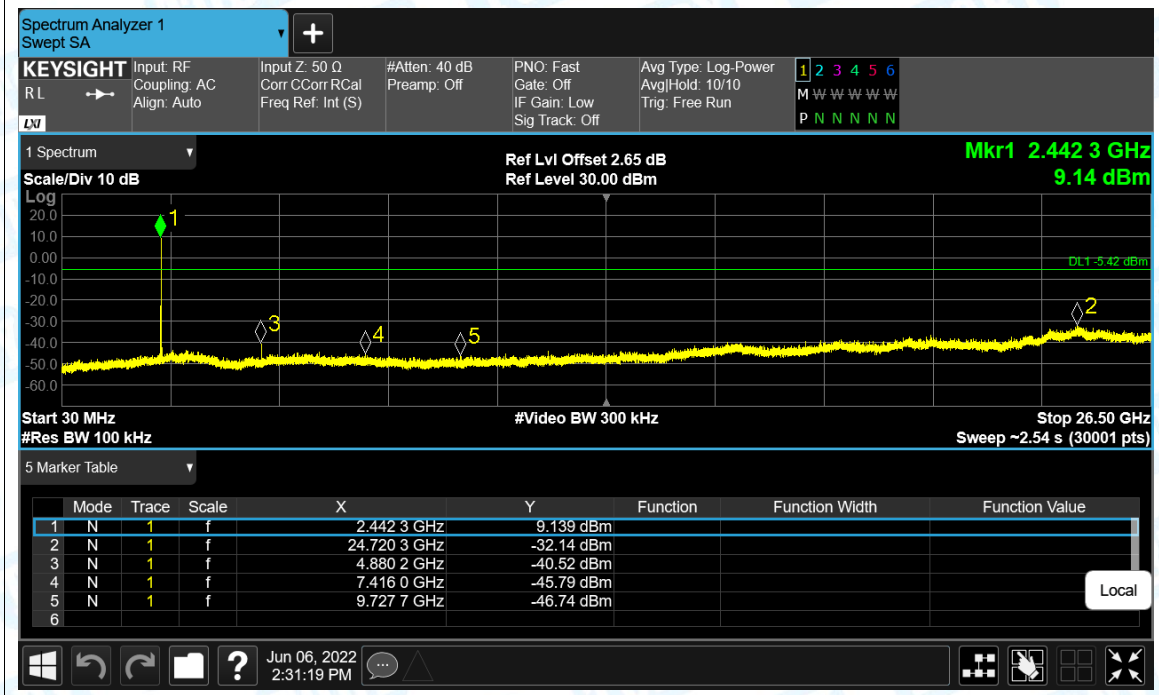 Spectrum Analyzer 1
Swept SA
+
KEYSIGHT
R L
LXI
Input: RF
Coupling: AC
Align: Auto
Input Z: 50 Ω
Corr CCorr RCal
Freq Ref: Int (S)
#Atten: 40 dB
Preamp: Off
PNO: Fast
Gate: Off
IF Gain: Low
Sig Track: Off
Avg Type: Log-Power
Avg|Hold: 10/10
Trig: Free Run
1 2 3 4 5 6
M W W W W W
P N N N N N
1 Spectrum
Scale/Div 10 dB
Ref Lvl Offset 2.65 dB
Ref Level 30.00 dBm
Mkr1 2.442 3 GHz
9.14 dBm
Log
20.0
10.0
0.00
-10.0
-20.0
-30.0
-40.0
-50.0
-60.0
1
3
4
5
2
DL1 -5.42 dBm
Start 30 MHz
#Res BW 100 kHz
#Video BW 300 kHz
Stop 26.50 GHz
Sweep ~2.54 s (30001 pts)
5 Marker Table
Mode Trace Scale X Y Function Function Width Function Value
1 N 1 f 2.442 3 GHz 9.139 dBm
2 N 1 f 24.720 3 GHz -32.14 dBm
3 N 1 f 4.880 2 GHz -40.52 dBm
4 N 1 f 7.416 0 GHz -45.79 dBm
5 N 1 f 9.727 7 GHz -46.74 dBm
6
Local
?
Jun 06, 2022
2:31:19 PM